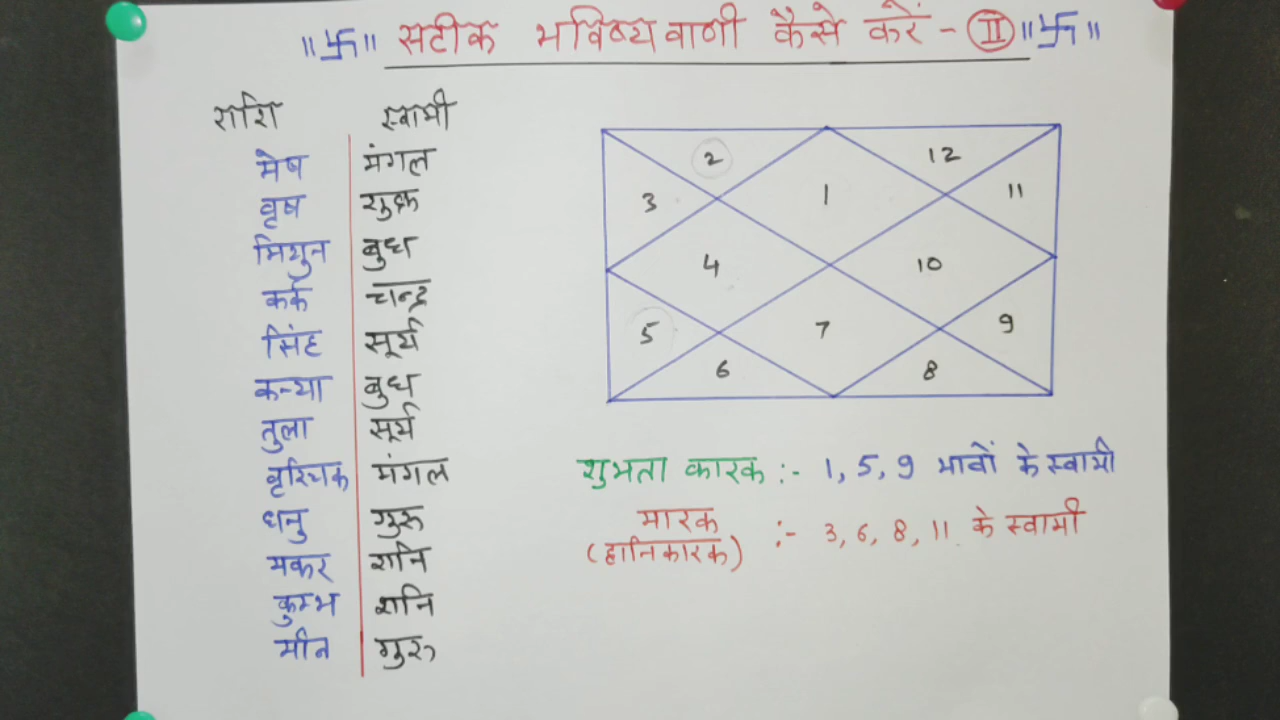 ॥卐॥ सटीक भविष्यवाणी कैसे करें - II ॥卐॥
राशि स्वामी
मेष मंगल
वृष शुक्र
मिथुन बुध
कर्क चन्द्र
सिंह सूर्य
कन्या बुध
तुला सूर्य
वृश्चिक मंगल
धनु गुरू
मकर शनि
कुम्भ शनि
मीन गुरु
2 12
3 1 11
4 10
5 7 9
6 8
शुभता कारक :- 1, 5, 9 भावों के स्वामी
मारक :- 3, 6, 8, 11 के स्वामी
(हानिकारक)